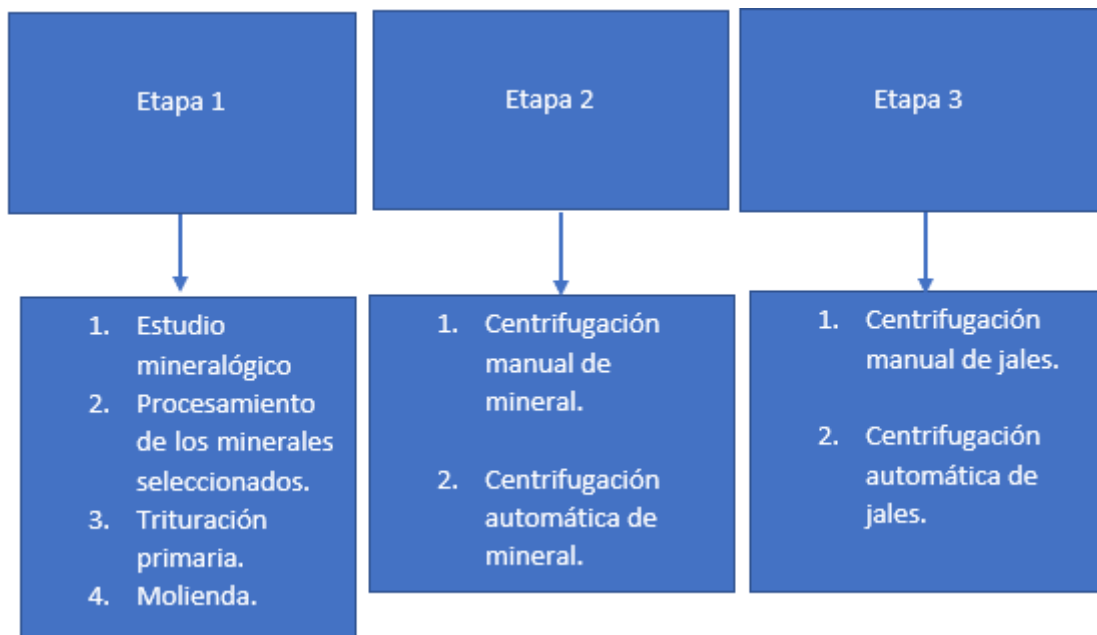 Etapa 1
Etapa 2
Etapa 3
1. Estudio
mineralógico
2. Procesamiento
de los minerales
seleccionados.
3. Trituración
primaria.
4. Molienda.
1. Centrifugación
manual de
mineral.
2. Centrifugación
automática de
mineral.
1. Centrifugación
manual de jales.
2. Centrifugación
automática de
jales.